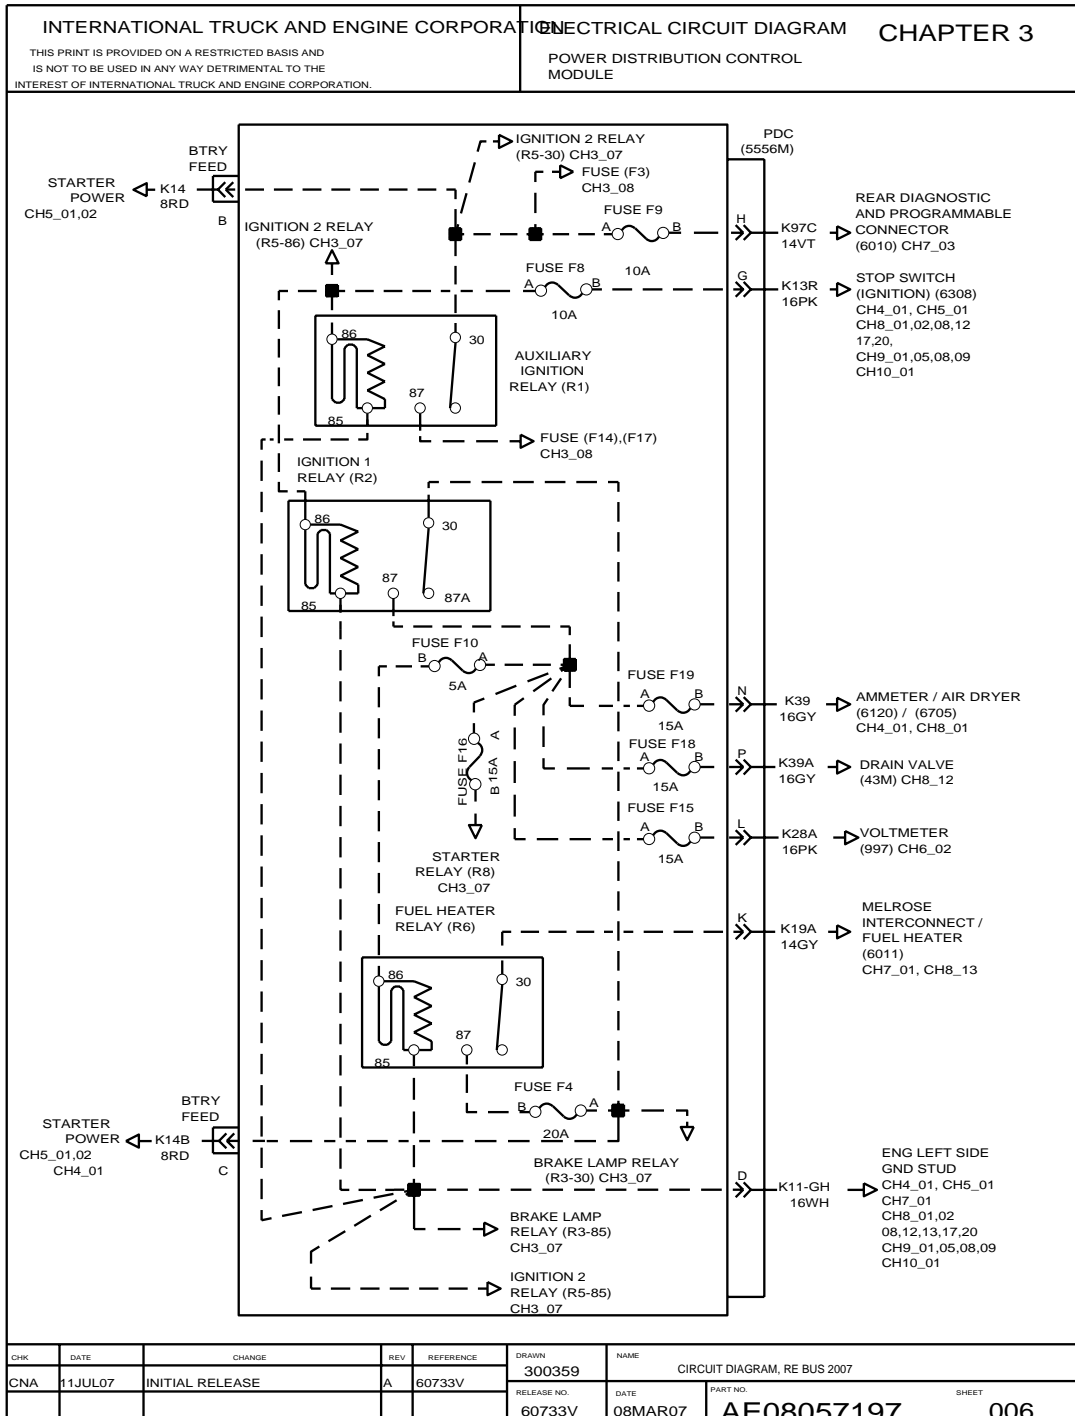 INTERNATIONAL TRUCK AND ENGINE CORPORATION
THIS PRINT IS PROVIDED ON A RESTRICTED BASIS AND
IS NOT TO BE USED IN ANY WAY DETRIMENTAL TO THE
INTEREST OF INTERNATIONAL TRUCK AND ENGINE CORPORATION.
ELECTRICAL CIRCUIT DIAGRAM
POWER DISTRIBUTION CONTROL
MODULE
CHAPTER 3
PDC
(5556M)
BTRY
FEED
STARTER
POWER
CH5_01,02
K14
8RD
B
IGNITION 2 RELAY
(R5-30) CH3_07
FUSE (F3)
CH3_08
IGNITION 2 RELAY
(R5-86) CH3_07
FUSE F9
A
B
10A
H
K97C
14VT
REAR DIAGNOSTIC
AND PROGRAMMABLE
CONNECTOR
(6010) CH7_03
FUSE F8
A
B
10A
G
K13R
16PK
STOP SWITCH
(IGNITION) (6308)
CH4_01, CH5_01
CH8_01,02,08,12
17,20,
CH9_01,05,08,09
CH10_01
86
30
87
85
AUXILIARY
IGNITION
RELAY (R1)
FUSE (F14),(F17)
CH3_08
IGNITION 1
RELAY (R2)
86
30
87
87A
85
FUSE F10
B
A
5A
FUSE F16
A
B 15A
STARTER
RELAY (R8)
CH3_07
FUSE F19
A
B
15A
N
K39
16GY
AMMETER / AIR DRYER
(6120) / (6705)
CH4_01, CH8_01
FUSE F18
A
B
15A
P
K39A
16GY
DRAIN VALVE
(43M) CH8_12
FUSE F15
A
B
15A
L
K28A
16PK
VOLTMETER
(997) CH6_02
FUEL HEATER
RELAY (R6)
K
K19A
14GY
MELROSE
INTERCONNECT /
FUEL HEATER
(6011)
CH7_01, CH8_13
86
30
87
85
FUSE F4
B
A
20A
BTRY
FEED
STARTER
POWER
CH5_01,02
CH4_01
K14B
8RD
C
BRAKE LAMP RELAY
(R3-30) CH3_07
D
K11-GH
16WH
ENG LEFT SIDE
GND STUD
CH4_01, CH5_01
CH7_01
CH8_01,02
08,12,13,17,20
CH9_01,05,08,09
CH10_01
BRAKE LAMP
RELAY (R3-85)
CH3_07
IGNITION 2
RELAY (R5-85)
CH3_07
CHK DATE CHANGE REV REFERENCE
CNA 11JUL07 INITIAL RELEASE A 60733V
DRAWN
300359
NAME
CIRCUIT DIAGRAM, RE BUS 2007
RELEASE NO.
60733V
DATE
08MAR07
PART NO.
AE08057197
SHEET
006